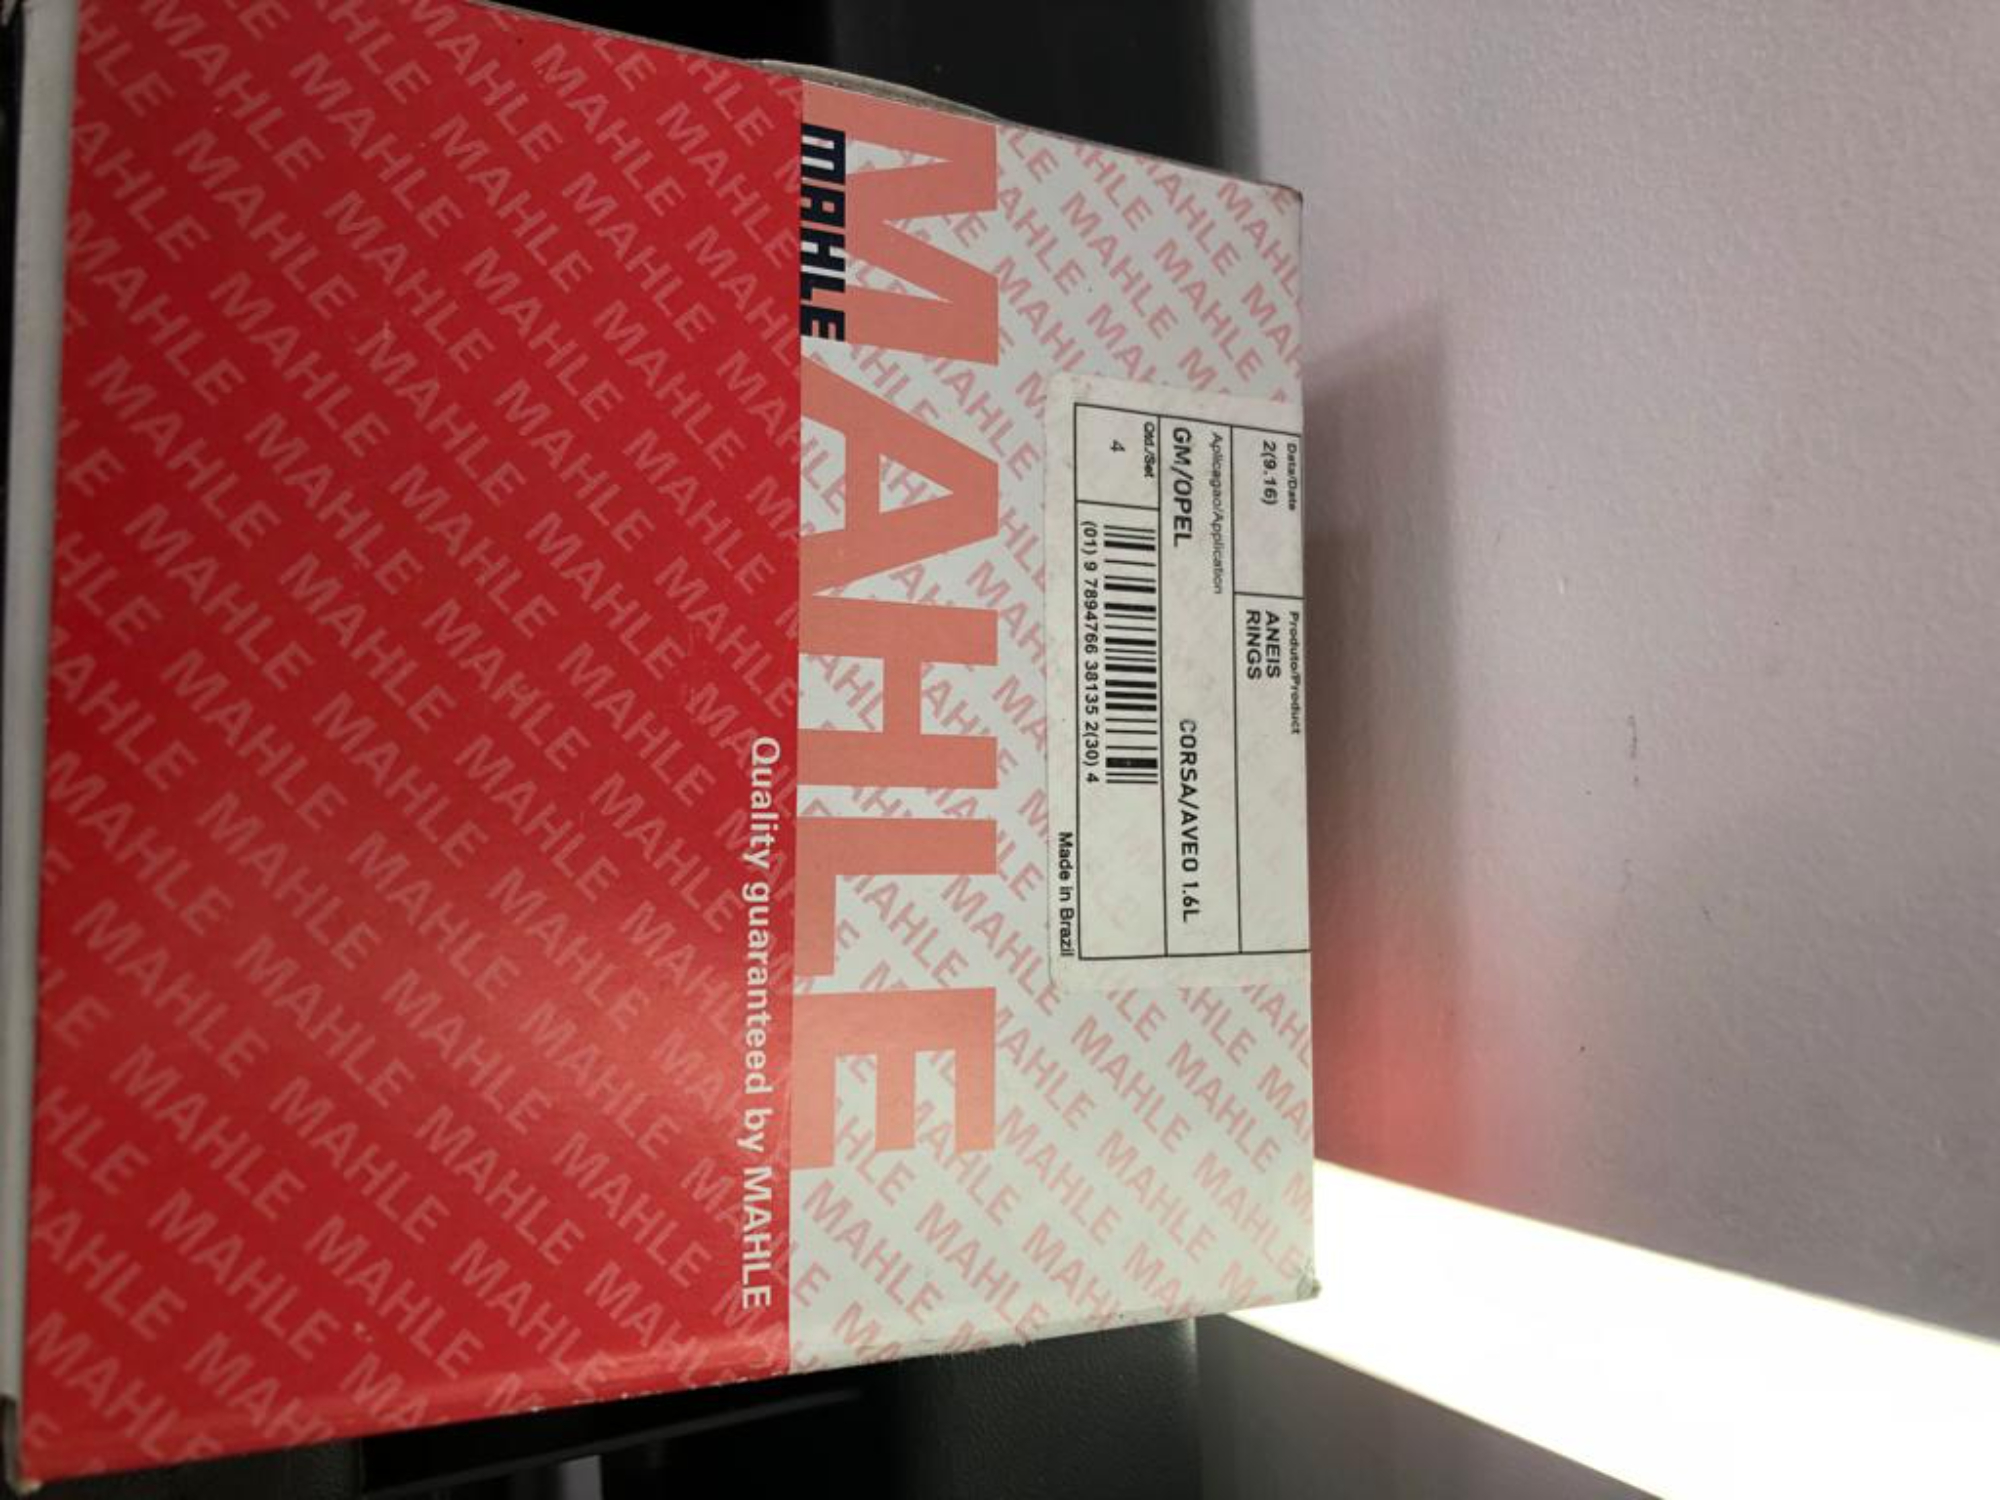 MAHLE
MAHLE
Quality guaranteed by MAHLE
Data/Date
2(9.16)
Produto/Product
ANEIS
RINGS
Aplicagao/Application
GM/OPEL CORSA/AVEO 1.6L
Qtd./Set
4
(01) 9 7894766 38135 2(30) 4
Made in Brazil